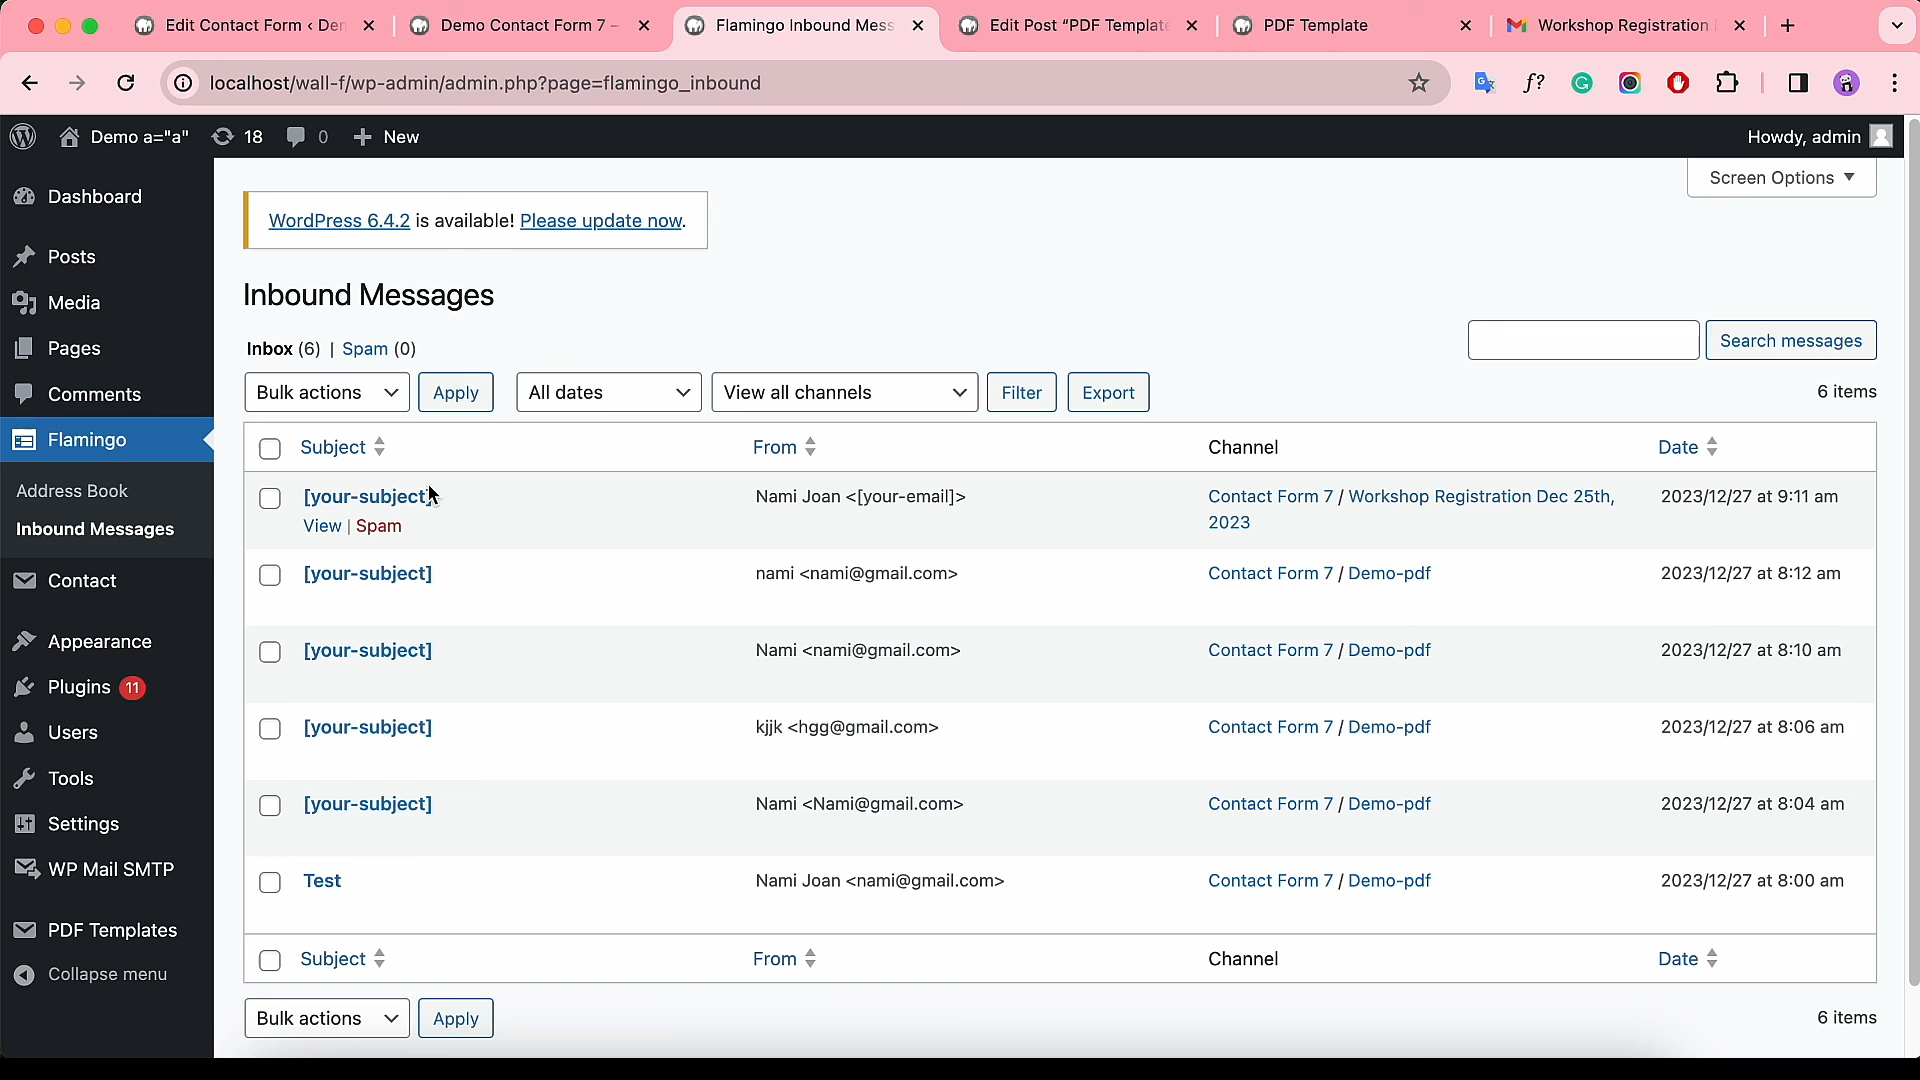 Edit Contact Form ‹ Den
Demo Contact Form 7 –
Flamingo Inbound Mess
Edit Post “PDF Template
PDF Template
Workshop Registration
localhost/wall-f/wp-admin/admin.php?page=flamingo_inbound
Demo a="a"
18
0
New
Howdy, admin
Screen Options
Dashboard
Posts
Media
Pages
Comments
Flamingo
Address Book
Inbound Messages
Contact
Appearance
Plugins 11
Users
Tools
Settings
WP Mail SMTP
PDF Templates
Collapse menu
WordPress 6.4.2 is available! Please update now.
Inbound Messages
Inbox (6) | Spam (0)
Search messages
Bulk actions Apply All dates View all channels Filter Export 6 items
Subject From Channel Date
[your-subject] Nami Joan <[your-email]> Contact Form 7 / Workshop Registration Dec 25th, 2023/12/27 at 9:11 am
View | Spam 2023
[your-subject] nami <nami@gmail.com> Contact Form 7 / Demo-pdf 2023/12/27 at 8:12 am
[your-subject] Nami <nami@gmail.com> Contact Form 7 / Demo-pdf 2023/12/27 at 8:10 am
[your-subject] kjjk <hgg@gmail.com> Contact Form 7 / Demo-pdf 2023/12/27 at 8:06 am
[your-subject] Nami <Nami@gmail.com> Contact Form 7 / Demo-pdf 2023/12/27 at 8:04 am
Test Nami Joan <nami@gmail.com> Contact Form 7 / Demo-pdf 2023/12/27 at 8:00 am
Subject From Channel Date
Bulk actions Apply 6 items